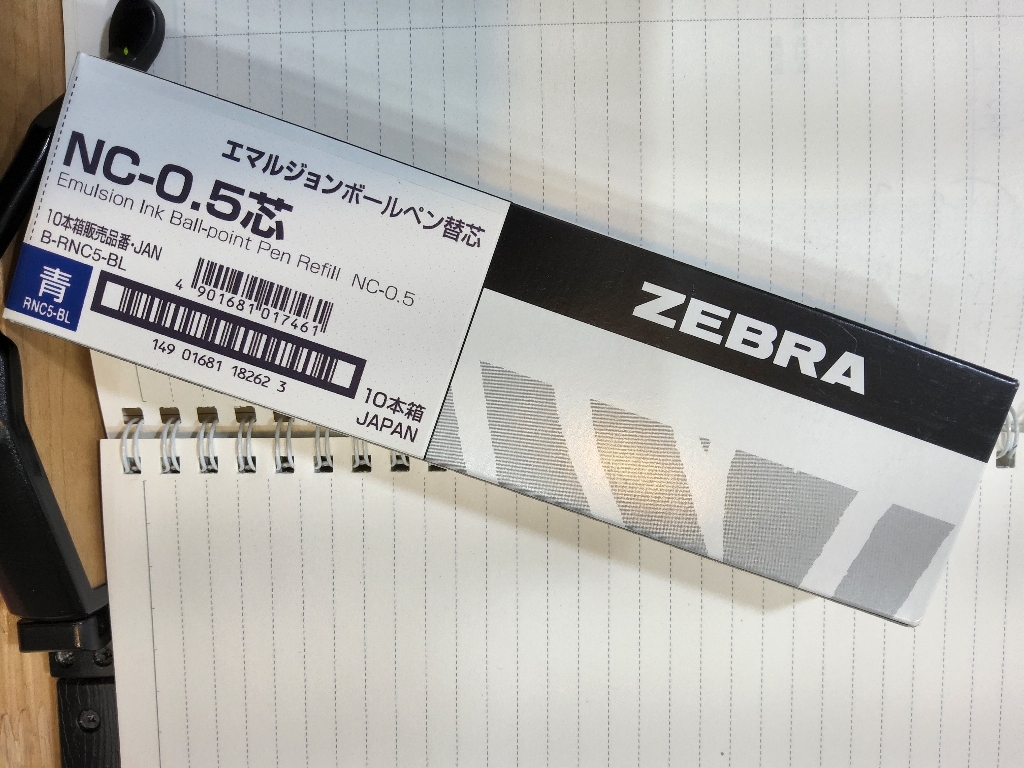 エマルジョンボールペン替芯
NC-0.5芯
Emulsion Ink Ball-point Pen Refill NC-0.5
10本箱販売品番・JAN
B-RNC5-BL
4 901681 017461
青
RNC5-BL
149 01681 18262 3
10本箱
JAPAN
ZEBRA